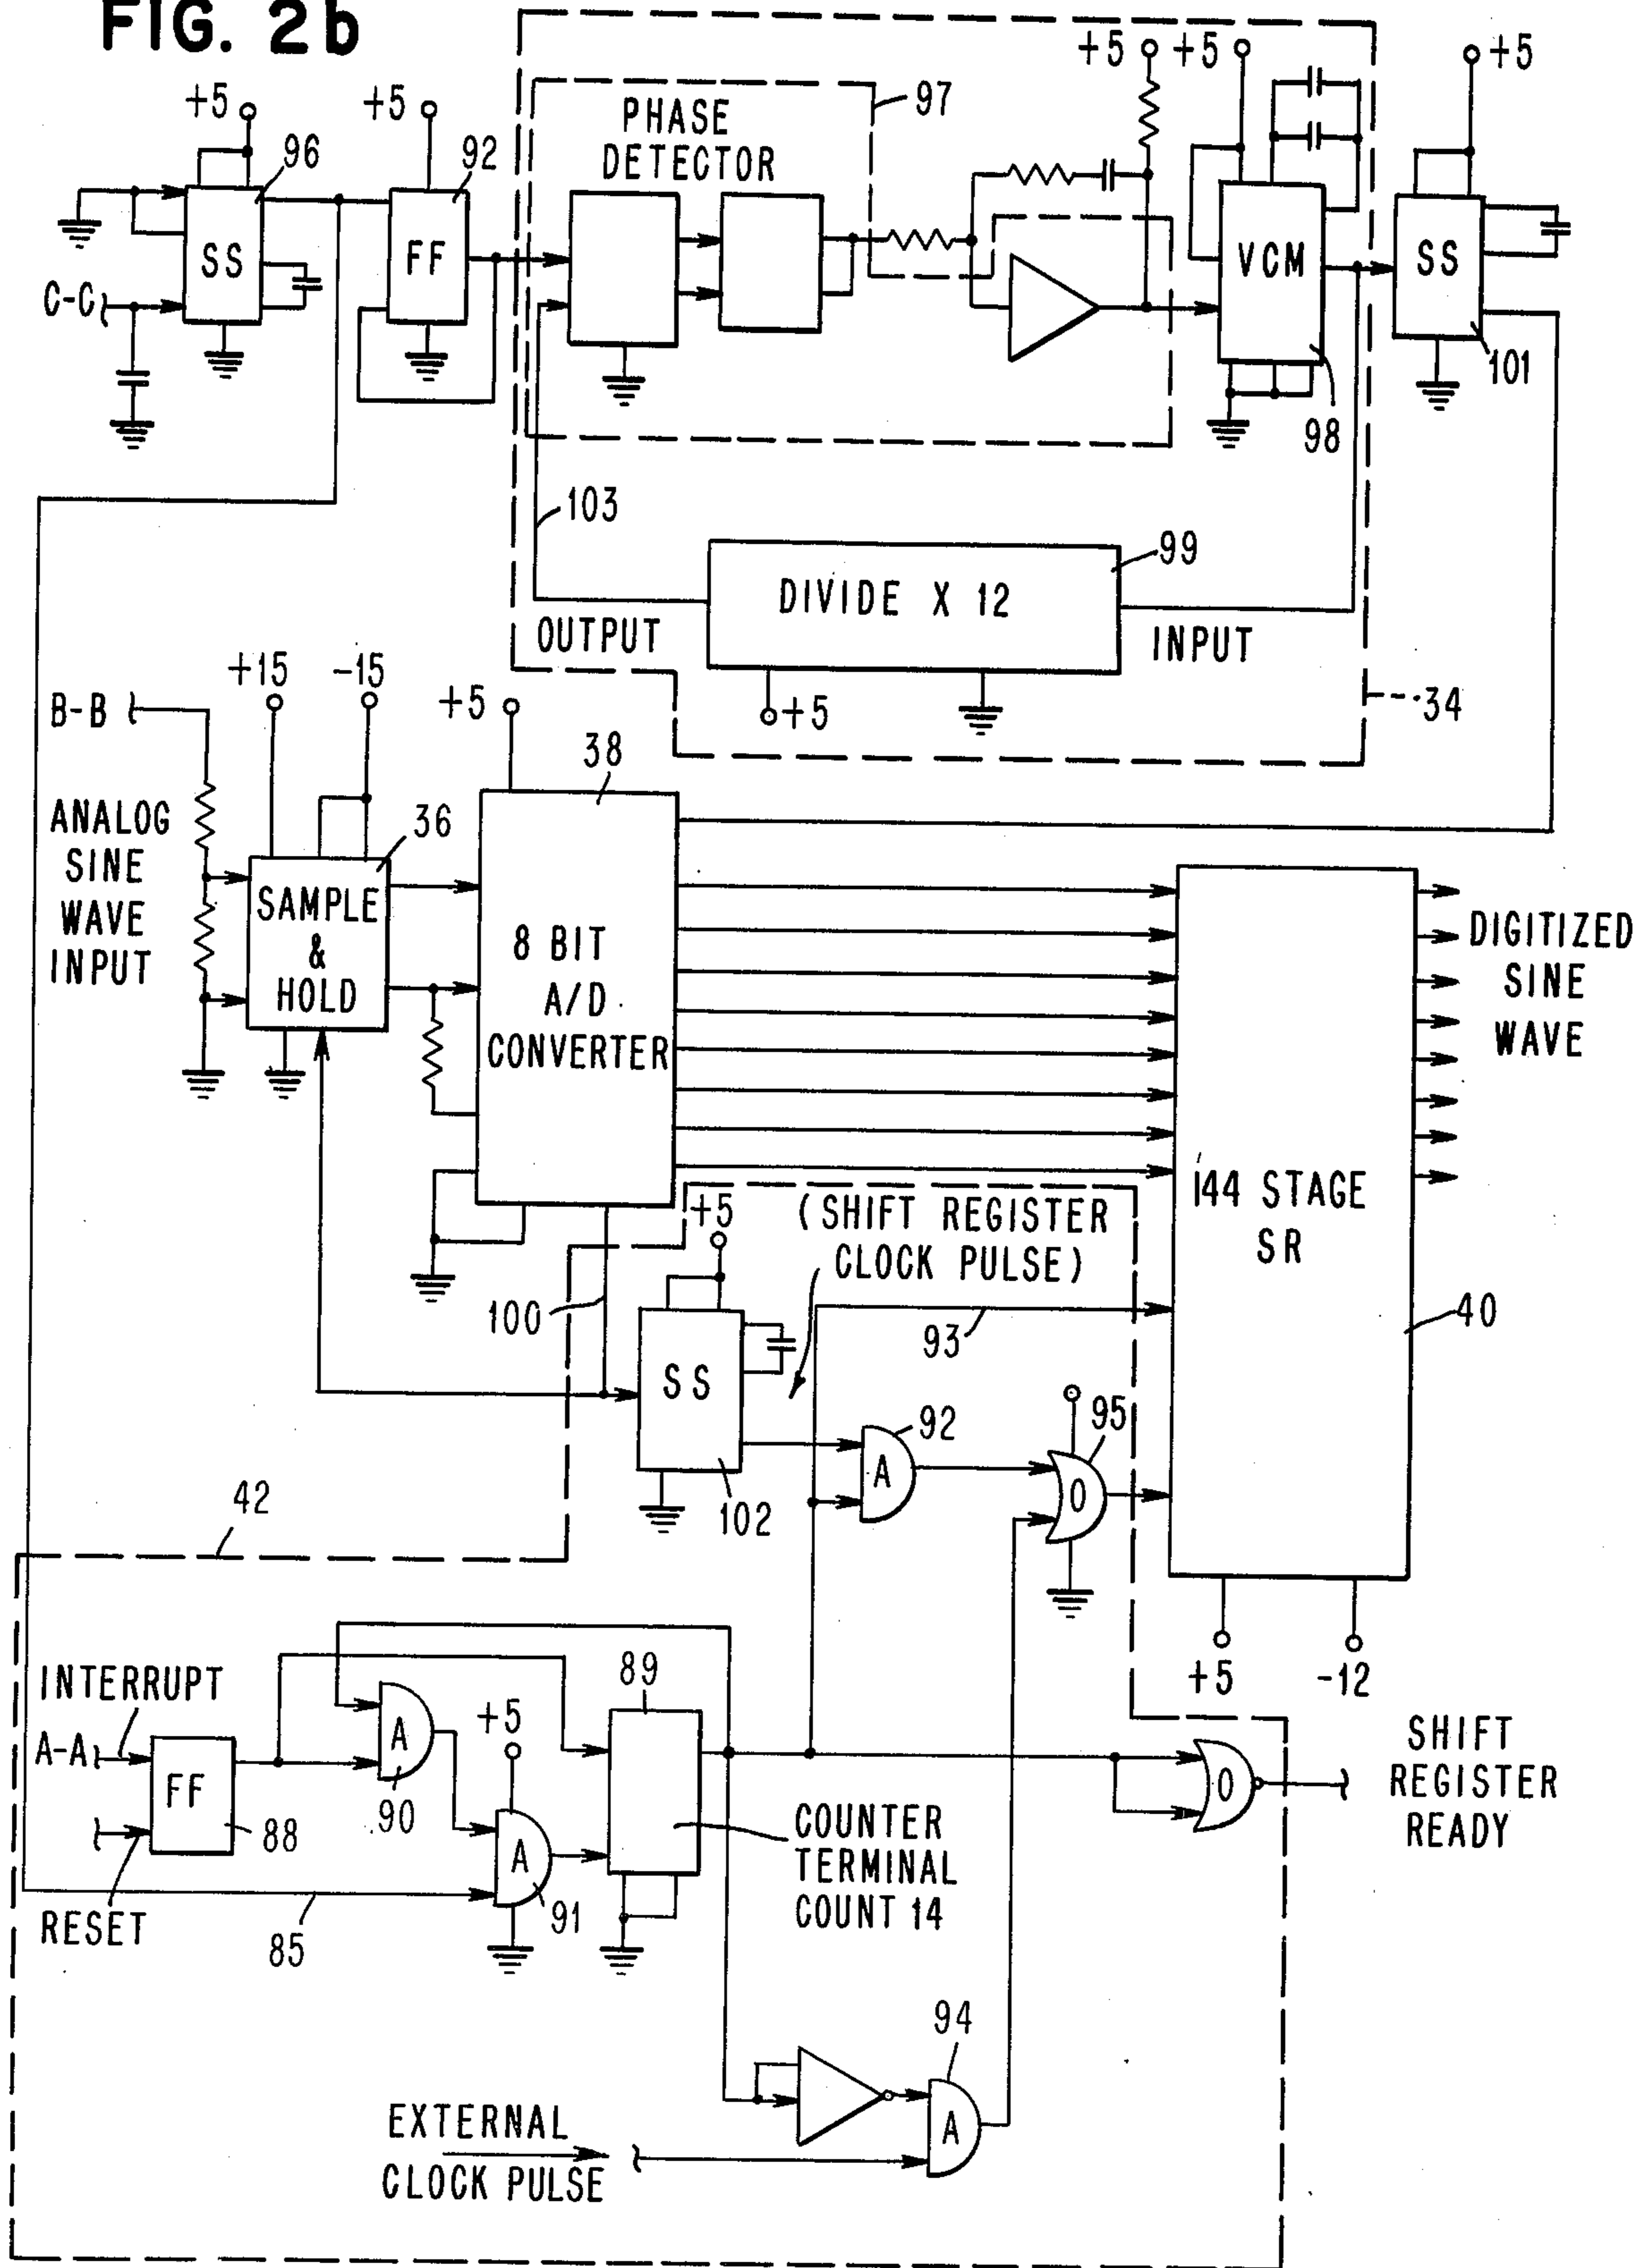 FIG. 2b
+5
+5
+5
+5
+5
96
92
PHASE
DETECTOR
97
SS
FF
VCM
SS
C-C
101
98
103
99
DIVIDE X 12
OUTPUT
INPUT
+5
34
B-B
+15
-15
+5
38
ANALOG
SINE
WAVE
INPUT
36
SAMPLE
&
HOLD
8 BIT
A/D
CONVERTER
DIGITIZED
SINE
WAVE
144 STAGE
SR
+5
(SHIFT REGISTER
CLOCK PULSE)
100
93
40
SS
92
95
A
O
102
42
+5
-12
INTERRUPT
A-A
FF
88
RESET
85
A
90
+5
A
91
89
COUNTER
TERMINAL
COUNT 14
O
SHIFT
REGISTER
READY
94
A
EXTERNAL
CLOCK PULSE